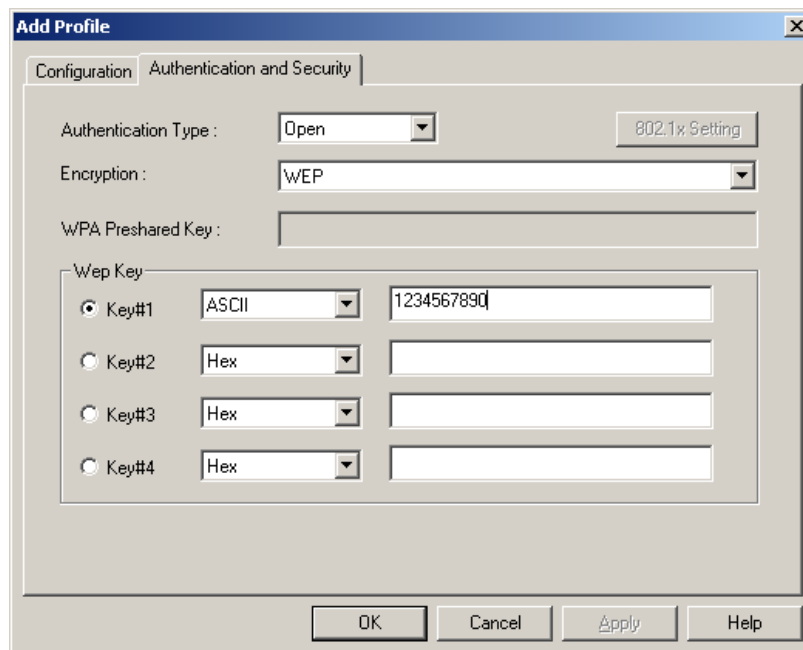 Add Profile
Configuration Authentication and Security
Authentication Type : Open 802.1x Setting
Encryption : WEP
WPA Preshared Key :
Wep Key
Key#1 ASCII 1234567890
Key#2 Hex
Key#3 Hex
Key#4 Hex
OK Cancel Apply Help